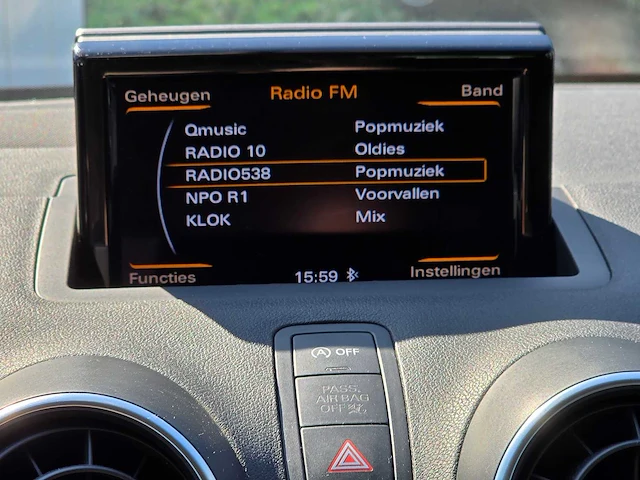 Geheugen Radio FM Band
Qmusic Popmuziek
RADIO 10 Oldies
RADIO538 Popmuziek
NPO R1 Voorvallen
KLOK Mix
Functies 15:59 Instellingen
A OFF
PASS.
AIR BAG
OFF